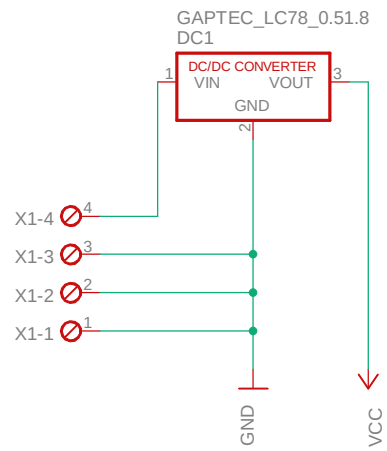 GAPTEC_LC78_0.51.8
DC1
DC/DC CONVERTER
1
VIN
VOUT
3
GND
2
X1-4
4
X1-3
3
X1-2
2
X1-1
1
GND
VCC